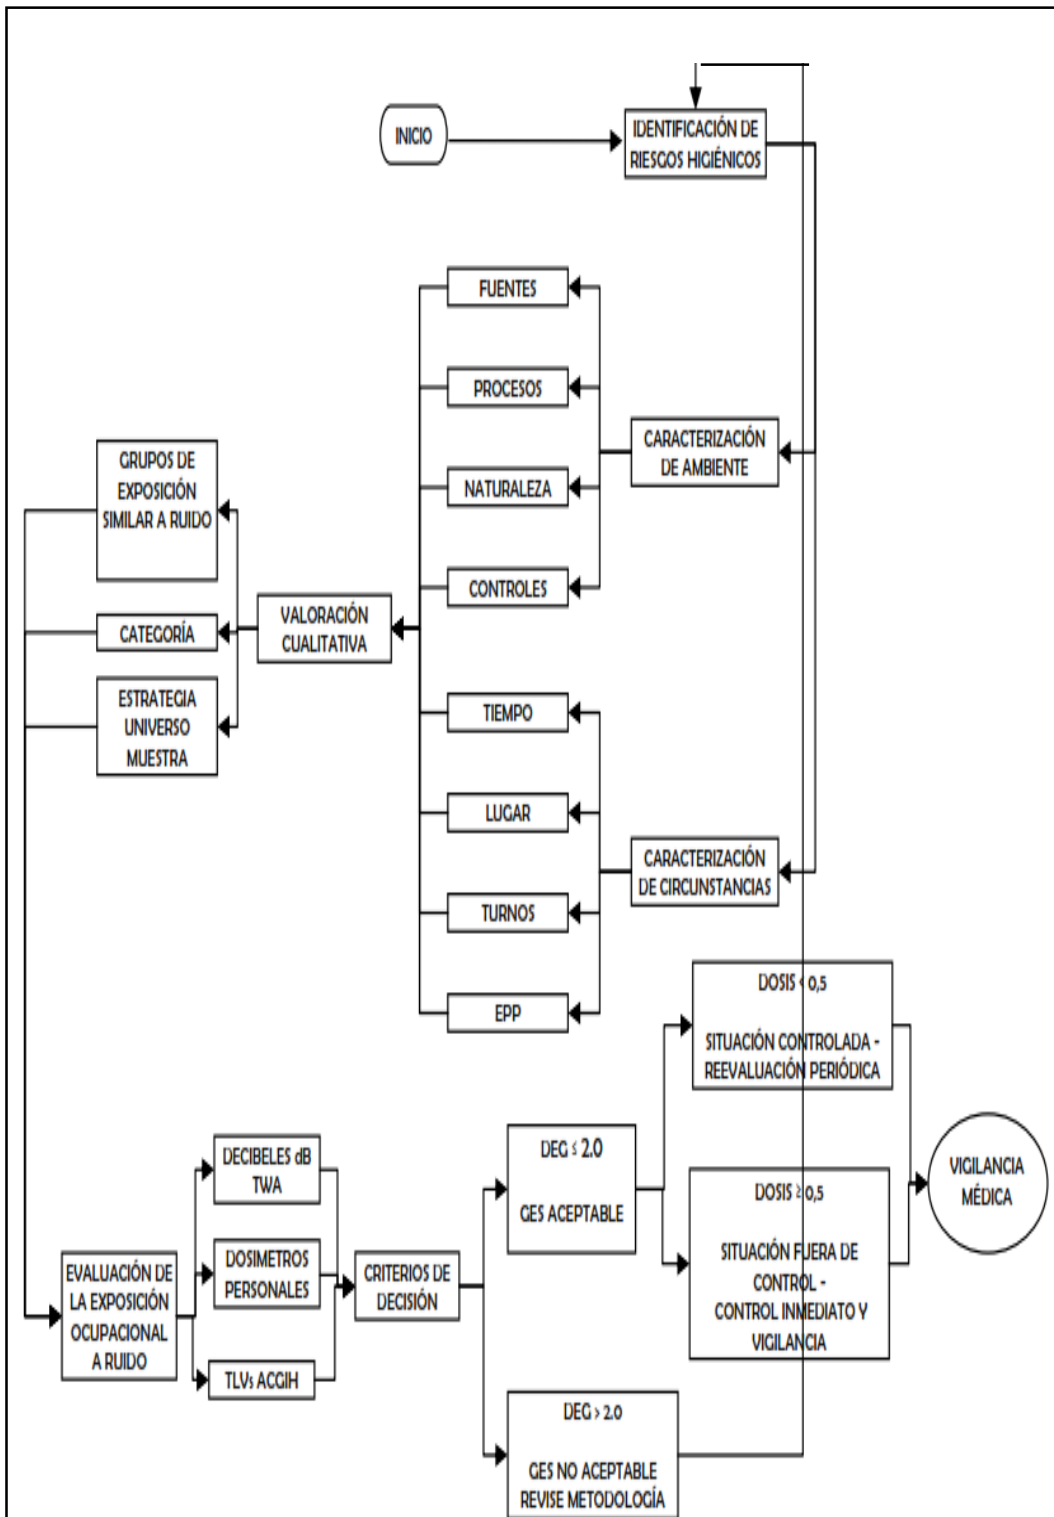 INICIO
IDENTIFICACIÓN DE
RIESGOS HIGIÉNICOS
FUENTES
PROCESOS
NATURALEZA
CONTROLES
CARACTERIZACIÓN
DE AMBIENTE
GRUPOS DE
EXPOSICIÓN
SIMILAR A RUIDO
CATEGORÍA
ESTRATEGIA
UNIVERSO
MUESTRA
VALORACIÓN
CUALITATIVA
TIEMPO
LUGAR
TURNOS
EPP
CARACTERIZACIÓN
DE CIRCUNSTANCIAS
EVALUACIÓN DE
LA EXPOSICIÓN
OCUPACIONAL
A RUIDO
DECIBELES dB
TWA
DOSIMETROS
PERSONALES
TLVs ACGIH
CRITERIOS DE
DECISIÓN
DEG ≤ 2.0
GES ACEPTABLE
DEG > 2.0
GES NO ACEPTABLE
REVISE METODOLOGÍA
DOSIS < 0,5
SITUACIÓN CONTROLADA -
REEVALUACIÓN PERIÓDICA
DOSIS ≥ 0,5
SITUACIÓN FUERA DE
CONTROL -
CONTROL INMEDIATO Y
VIGILANCIA
VIGILANCIA
MÉDICA